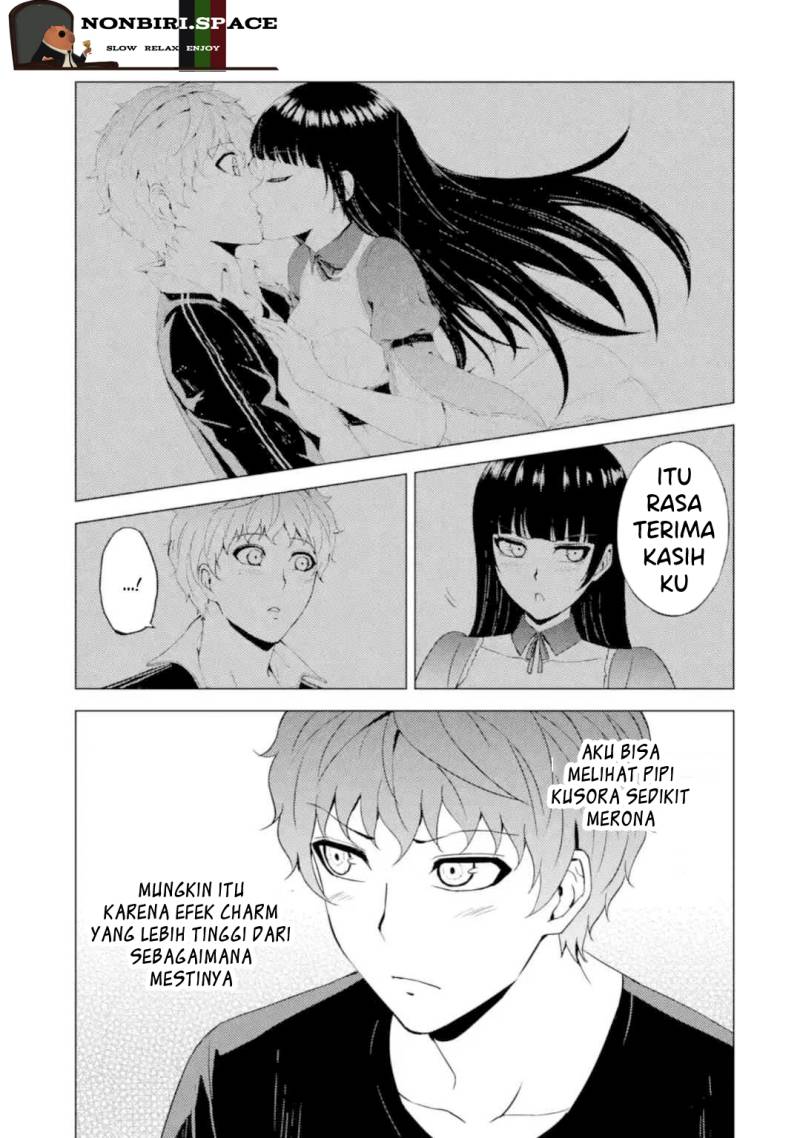 NONBIRI.SPACE
SLOW RELAX ENJOY
ITU
RASA
TERIMA
KASIH
KU
...!
AKU BISA
MELIHAT PIPI
KUSORA SEDIKIT
MERONA
MUNGKIN ITU
KARENA EFEK CHARM
YANG LEBIH TINGGI DARI
SEBAGAIMANA
MESTINYA